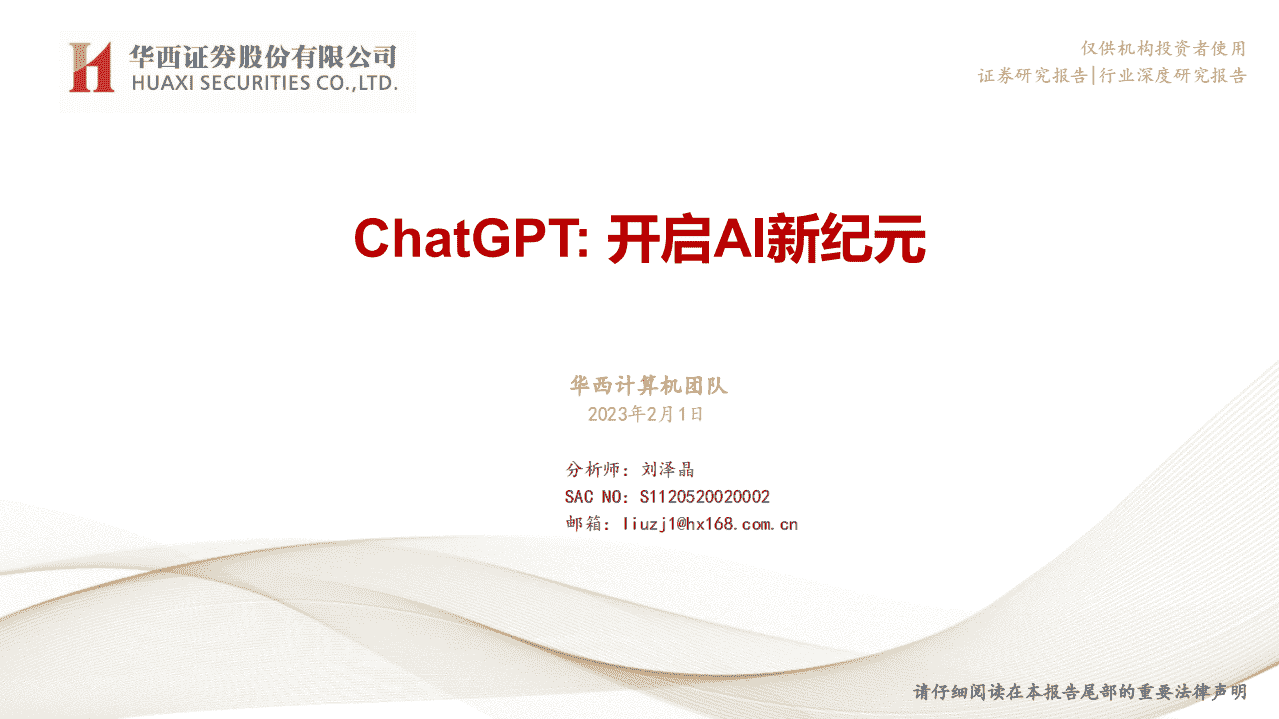 华西证券股份有限公司
HUAXI SECURITIES CO.,LTD.
仅供机构投资者使用
证券研究报告|行业深度研究报告
ChatGPT: 开启AI新纪元
华西计算机团队
2023年2月1日
分析师：刘泽晶
SAC NO：S1120520020002
邮箱：liuzj1@hx168.com.cn
请仔细阅读在本报告尾部的重要法律声明